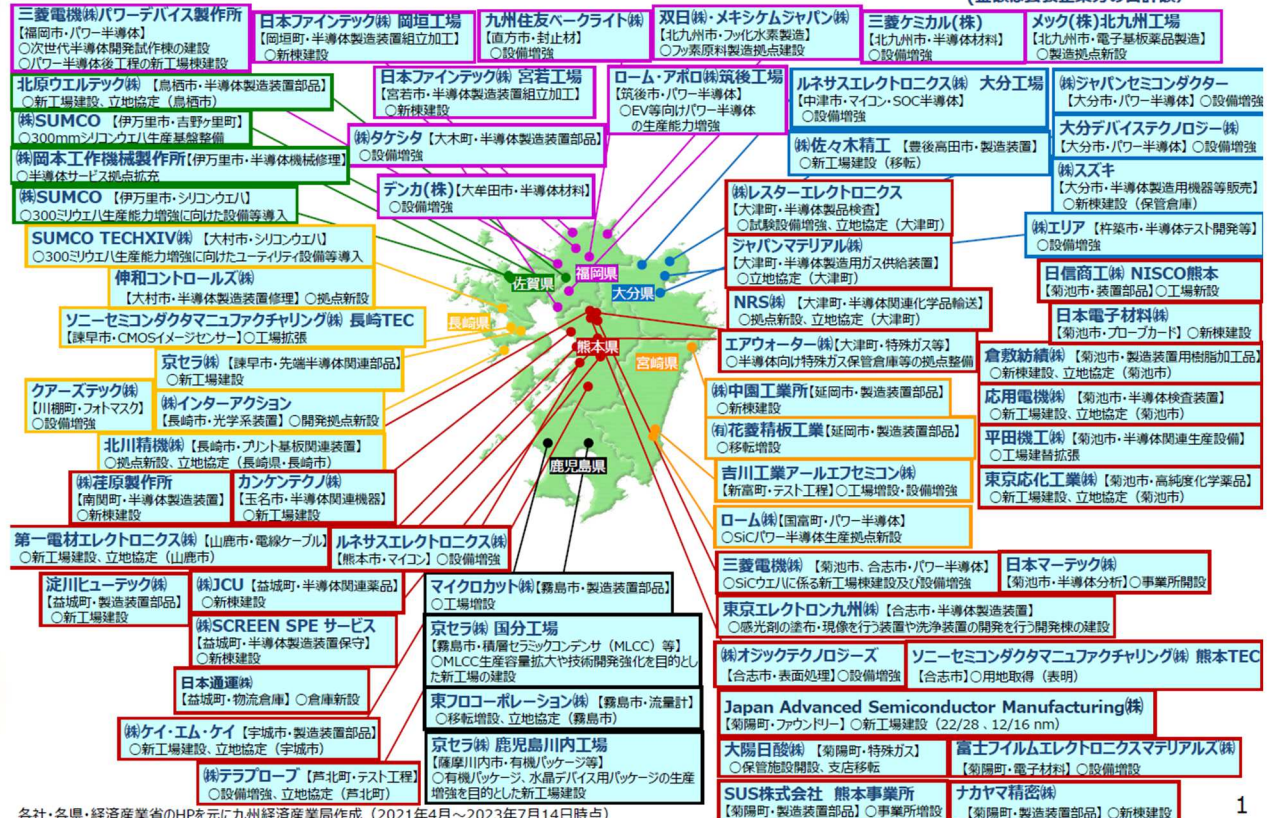 三菱電機㈱パワーデバイス製作所
【福岡市・パワー半導体】
○次世代半導体開発試作棟の建設
○パワー半導体後工程の新工場棟建設
日本ファインテック㈱ 岡垣工場
【岡垣町・半導体製造装置組立加工】
○新棟建設
九州住友ベークライト㈱
【直方市・封止材】
○設備増強
双日㈱・メキシケムジャパン㈱
【北九州市・フッ化水素製造】
○フッ素原料製造拠点建設
三菱ケミカル(株)
【北九州市・半導体材料】
○設備増強
メック(株)北九州工場
【北九州市・電子基板薬品製造】
○製造拠点新設
北原ウエルテック㈱ 【鳥栖市・半導体製造装置部品】
○新工場建設、立地協定（鳥栖市）
日本ファインテック㈱ 宮若工場
【宮若市・半導体製造装置組立加工】
○新棟建設
ローム・アポロ㈱筑後工場
【筑後市・パワー半導体】
○EV等向けパワー半導体
の生産能力増強
ルネサスエレクトロニクス㈱ 大分工場
【中津市・マイコン・SOC半導体】
○設備増強
㈱ジャパンセミコンダクター
【大分市・パワー半導体】 ○設備増強
㈱SUMCO 【伊万里市・吉野ヶ里町】
○300mmシリコンウエハ生産基盤整備
㈱タケシタ 【大木町・半導体製造装置部品】
○設備増強
㈱佐々木精工 【豊後高田市・製造装置】
○新工場建設（移転）
大分デバイステクノロジー㈱
【大分市・パワー半導体】 ○設備増強
㈱岡本工作機械製作所【伊万里市・半導体機械修理】
○半導体サービス拠点拡充
㈱スズキ
【大分市・半導体製造用機器等販売】
○新棟建設（保管倉庫）
㈱SUMCO 【伊万里市・シリコンウエハ】
○300ミリウエハ生産能力増強に向けた設備等導入
デンカ(株)【大牟田市・半導体材料】
○設備増強
㈱レスターエレクトロニクス
【大津町・半導体製品検査】
○試験設備増強、立地協定（大津町）
㈱エリア 【杵築市・半導体テスト開発等】
○設備増強
SUMCO TECHXIV㈱ 【大村市・シリコンウエハ】
○300ミリウエハ生産能力増強に向けたユーティリティ設備等導入
ジャパンマテリアル㈱
【大津町・半導体製造用ガス供給装置】
○立地協定（大津町）
日信商工㈱ NISCO熊本
【菊池市・装置部品】○工場新設
伸和コントロールズ㈱
【大村市・半導体製造装置修理】 ○拠点新設
佐賀県
福岡県
大分県
長崎県
熊本県
宮崎県
鹿児島県
NRS㈱ 【大津町・半導体関連化学品輸送】
○拠点新設、立地協定（大津町）
日本電子材料㈱
【菊池市・プローブカード】 ○新棟建設
ソニーセミコンダクタマニュファクチャリング㈱ 長崎TEC
【諫早市・CMOSイメージセンサー】○工場拡張
エアウォーター㈱【大津町・特殊ガス等】
○半導体向け特殊ガス保管倉庫等の拠点整備
倉敷紡績㈱ 【菊池市・製造装置用樹脂加工品】
○新棟建設、立地協定（菊池市）
京セラ㈱ 【諫早市・先端半導体関連部品】
○新工場建設
クアーズテック㈱
【川棚町・フォトマスク】
○設備増強
㈱インターアクション
【長崎市・光学系装置】 ○開発拠点新設
㈱中園工業所【延岡市・製造装置部品】
○新棟建設
応用電機㈱ 【菊池市・半導体検査装置】
○新工場建設、立地協定（菊池市）
㈲花菱精板工業【延岡市・製造装置部品】
○移転増設
平田機工㈱【菊池市・半導体関連生産設備】
○工場建替拡張
北川精機㈱【長崎市・プリント基板関連装置】
○拠点新設、立地協定（長崎県・長崎市）
吉川工業アールエフセミコン㈱
【新富町・テスト工程】○工場増設・設備増強
東京応化工業㈱【菊池市・高純度化学薬品】
○新工場建設、立地協定（菊池市）
㈱荏原製作所
【南関町・半導体製造装置】
○新棟建設
カンケンテクノ㈱
【玉名市・半導体関連機器】
○新工場建設
ローム㈱【国富町・パワー半導体】
○SiCパワー半導体生産拠点新設
第一電材エレクトロニクス㈱ 【山鹿市・電線ケーブル】
○新工場建設、立地協定（山鹿市）
ルネサスエレクトロニクス㈱
【熊本市・マイコン】 ○設備増強
三菱電機㈱ 【菊池市、合志市・パワー半導体】
○SiCウエハに係る新工場棟建設及び設備増強
日本マーテック㈱
【菊池市・半導体分析】○事業所開設
淀川ヒューテック㈱
【益城町・製造装置部品】
○新工場建設
㈱JCU 【益城町・半導体関連薬品】
○新棟建設
マイクロカット㈱【霧島市・製造装置部品】
○工場増設
東京エレクトロン九州㈱ 【合志市・半導体製造装置】
○感光剤の塗布・現像を行う装置や洗浄装置の開発を行う開発棟の建設
㈱SCREEN SPE サービス
【益城町・半導体製造装置保守】
○新棟建設
京セラ㈱ 国分工場
【霧島市・積層セラミックコンデンサ（MLCC）等】
○MLCC生産容量拡大や技術開発強化を目的とし
た新工場の建設
㈱オジックテクノロジーズ
【合志市・表面処理】○設備増強
ソニーセミコンダクタマニュファクチャリング㈱ 熊本TEC
【合志市】○用地取得（表明）
日本通運㈱
【益城町・物流倉庫】 ○倉庫新設
東フロコーポレーション㈱ 【霧島市・流量計】
○移転増設、立地協定（霧島市）
Japan Advanced Semiconductor Manufacturing㈱
【菊陽町・ファウンドリー】 ○新工場建設（22/28 、12/16 nm）
㈱ケイ・エム・ケイ 【宇城市・製造装置部品】
○新工場建設、立地協定（宇城市）
京セラ㈱ 鹿児島川内工場
【薩摩川内市・有機パッケージ等】
○有機パッケージ、水晶デバイス用パッケージの生産
増強を目的とした新工場建設
大陽日酸㈱ 【菊陽町・特殊ガス】
○保管施設開設、支店移転
富士フイルムエレクトロニクスマテリアルズ㈱
【菊陽町・電子材料】 ○設備増強
㈱テラプローブ 【芦北町・テスト工程】
○設備増強、立地協定（芦北町）
SUS株式会社 熊本事業所
【菊陽町・製造装置部品】 ○事業所増設
ナカヤマ精密㈱
【菊陽町・製造装置部品】 ○新棟建設
各社・各県・経済産業省のHPを元に九州経済産業局作成（2021年4月～2023年7月14日時点）
1